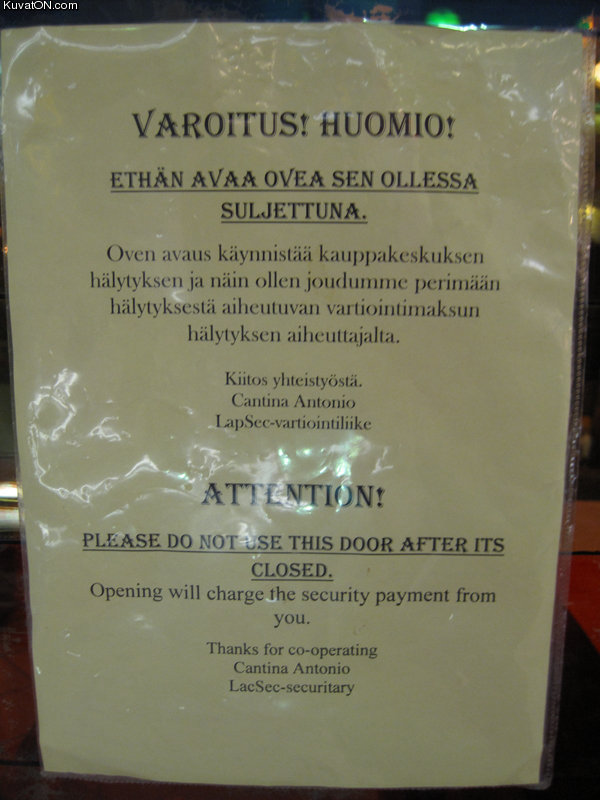 KuvatON.com
VAROITUS! HUOMIO!
ETHÄN AVAA OVEA SEN OLLESSA
SULJETTUNA.
Oven avaus käynnistää kauppakeskuksen
hälytyksen ja näin ollen joudumme perimään
hälytyksestä aiheutuvan vartiointimaksun
hälytyksen aiheuttajalta.
Kiitos yhteistyöstä.
Cantina Antonio
LapSec-vartiointiliike
ATTENTION!
PLEASE DO NOT USE THIS DOOR AFTER ITS
CLOSED.
Opening will charge the security payment from
you.
Thanks for co-operating
Cantina Antonio
LacSec-securitary